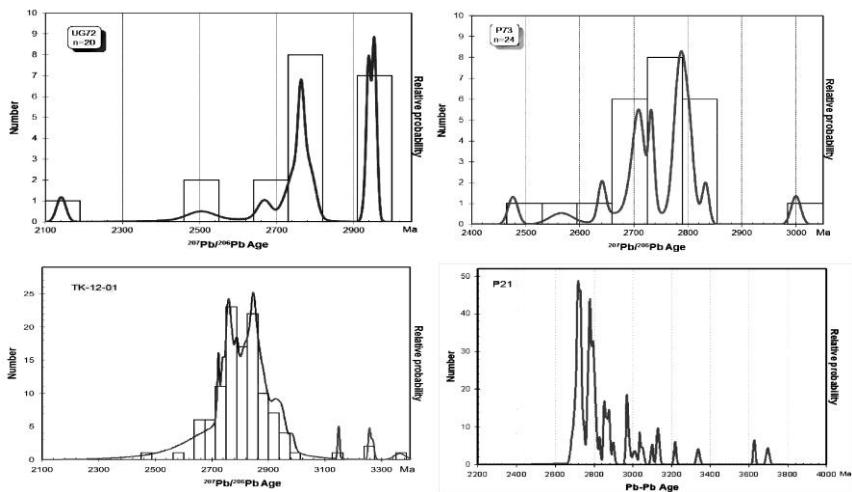 UG72
n=20
Number
10
9
8
7
6
5
4
3
2
1
0
2100 2300 2500 2700 2900 Ma
²⁰⁷Pb/²⁰⁶Pb Age
Relative probability
P73
n=24
Number
10
9
8
7
6
5
4
3
2
1
0
2400 2500 2600 2700 2800 2900 3000 Ma
²⁰⁷Pb/²⁰⁶Pb Age
Relative probability
TK-12-01
Number
25
20
15
10
5
0
2100 2300 2500 2700 2900 3100 3300 Ma
²⁰⁷Pb/²⁰⁶Pb Age
Relative probability
P21
Number
50
40
30
20
10
0
2200 2400 2600 2800 3000 3200 3400 3600 3800 4000
Ma
Pb-Pb Age
Relative probability